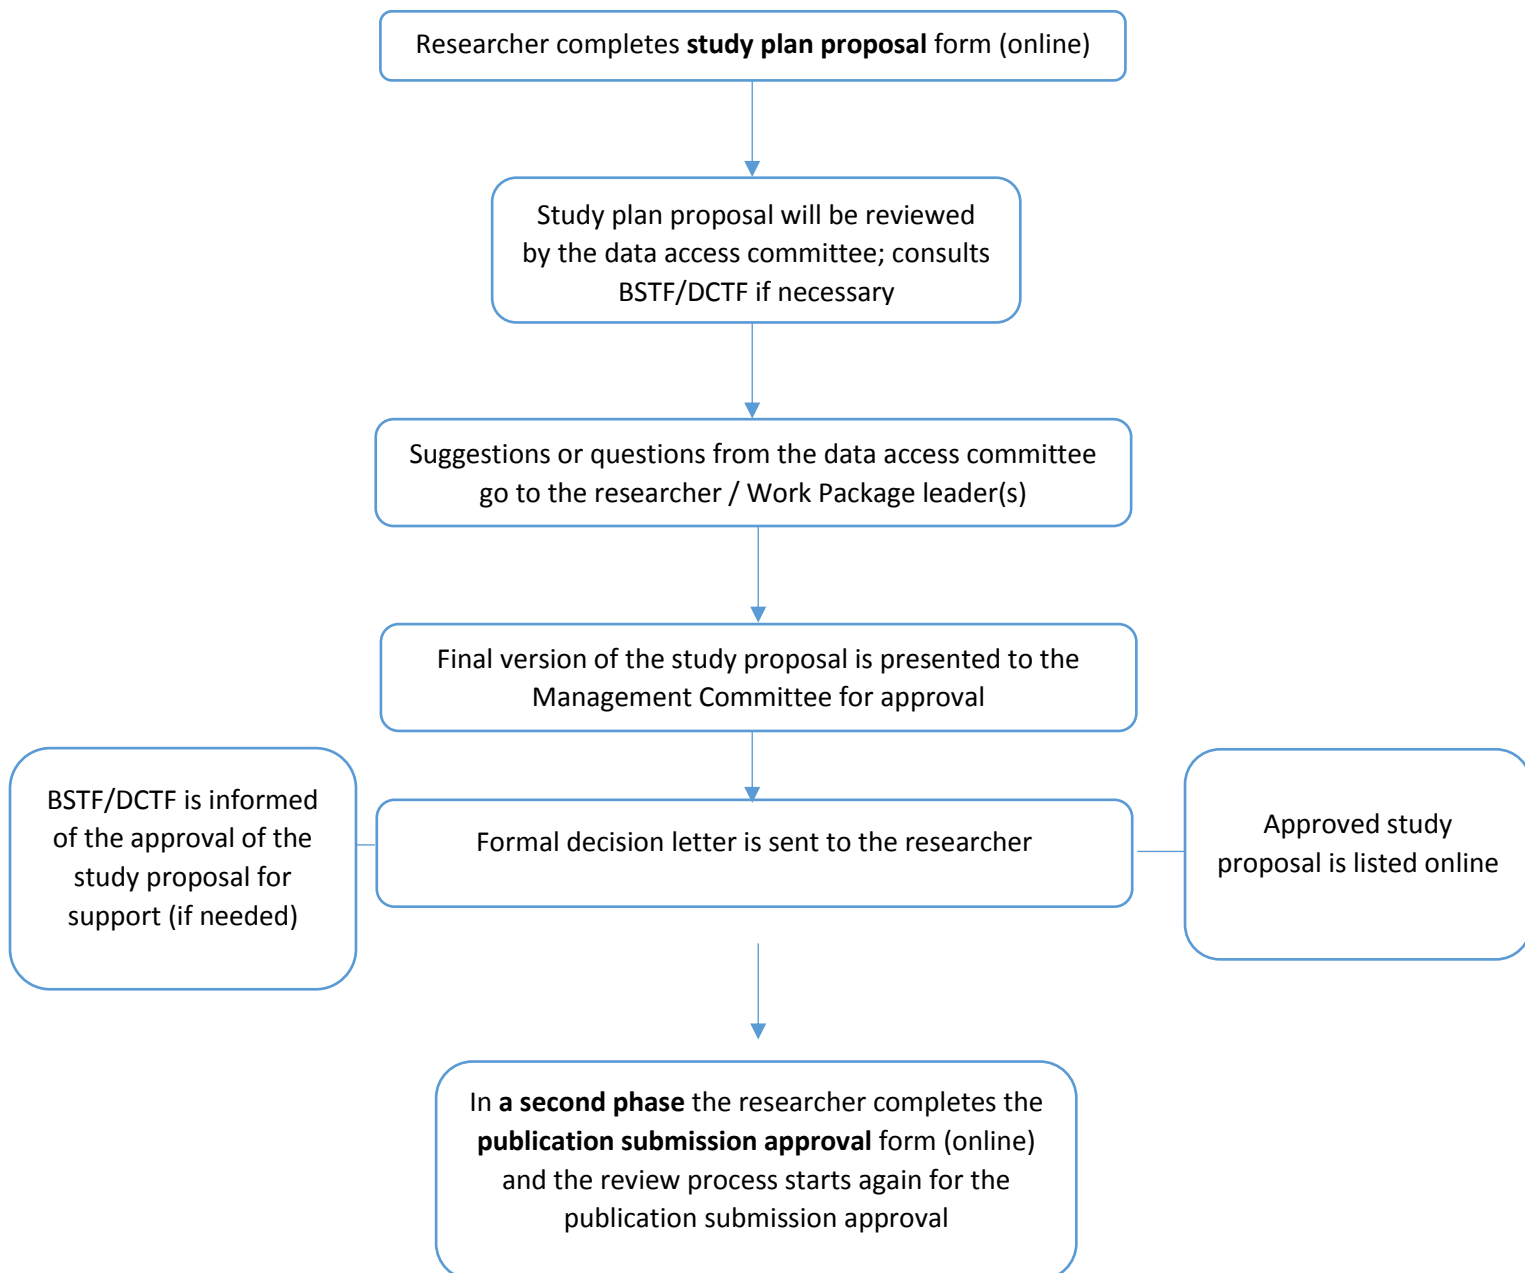 Researcher completes study plan proposal form (online)
Study plan proposal will be reviewed
by the data access committee; consults
BSTF/DCTF if necessary
Suggestions or questions from the data access committee
go to the researcher / Work Package leader(s)
Final version of the study proposal is presented to the
Management Committee for approval
BSTF/DCTF is informed
of the approval of the
study proposal for
support (if needed)
Formal decision letter is sent to the researcher
Approved study
proposal is listed online
In a second phase the researcher completes the
publication submission approval form (online)
and the review process starts again for the
publication submission approval